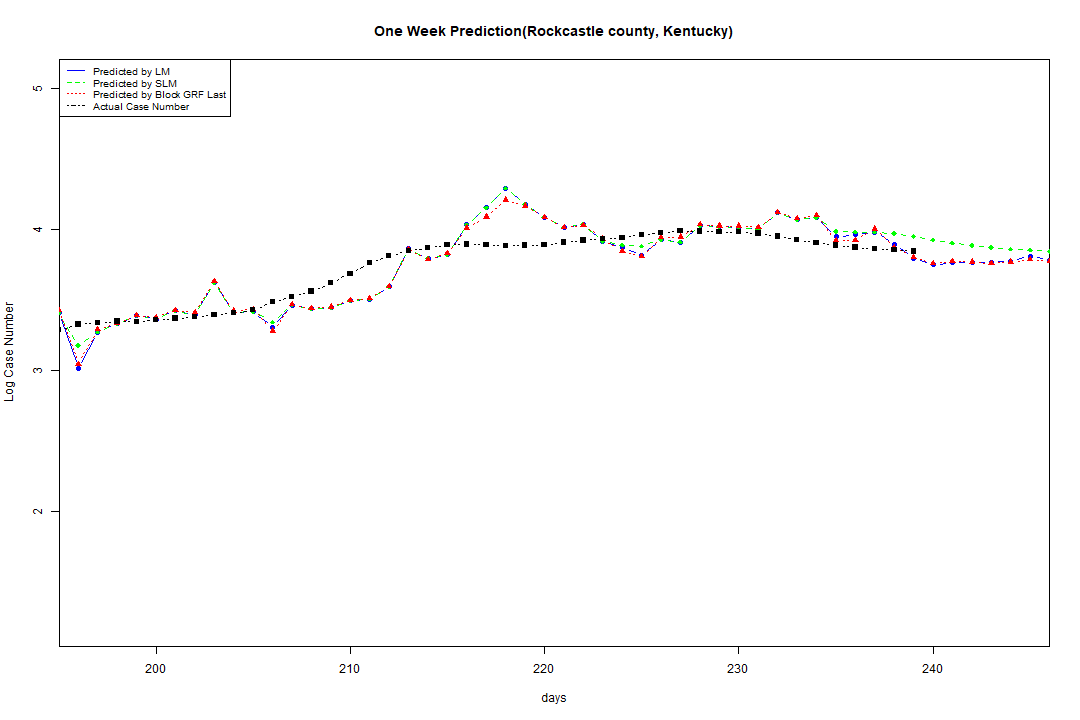 One Week Prediction(Rockcastle county, Kentucky)
Predicted by LM
Predicted by SLM
Predicted by Block GRF Last
Actual Case Number
5
4
3
2
Log Case Number
200 210 220 230 240
days